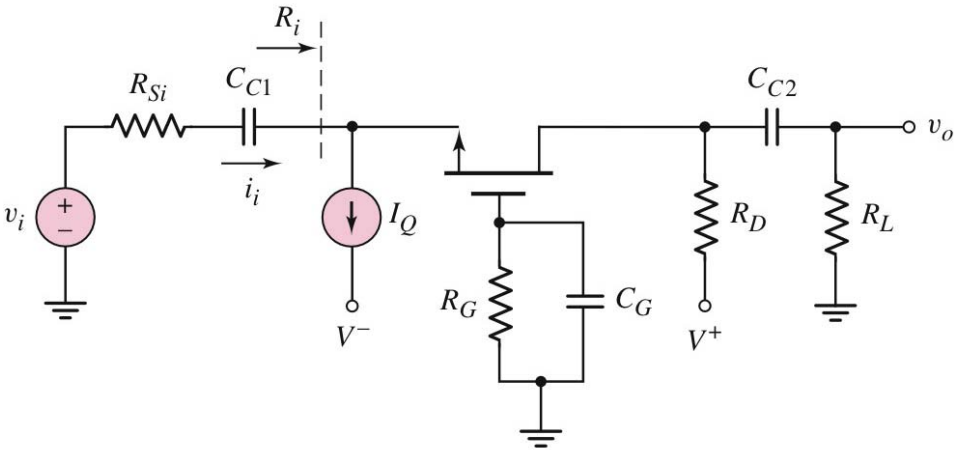 R_i
R_Si
C_C1
C_C2
v_o
i_i
v_i
+
−
I_Q
R_D
R_L
R_G
C_G
V^−
V^+